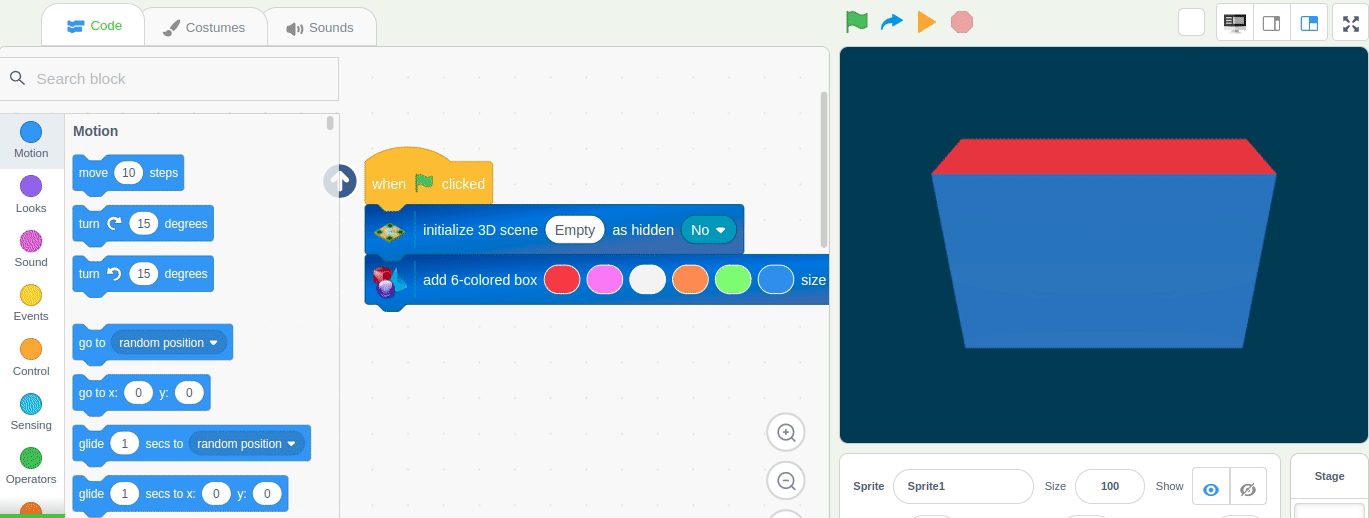 Code
Costumes
Sounds
Search block
Motion
Looks
Sound
Events
Control
Sensing
Operators
Motion
move 10 steps
turn 15 degrees
turn 15 degrees
go to random position
go to x: 0 y: 0
glide 1 secs to random position
glide 1 secs to x: 0 y: 0
when clicked
initialize 3D scene Empty as hidden No
add 6-colored box size
Sprite Sprite1 Size 100 Show
Stage